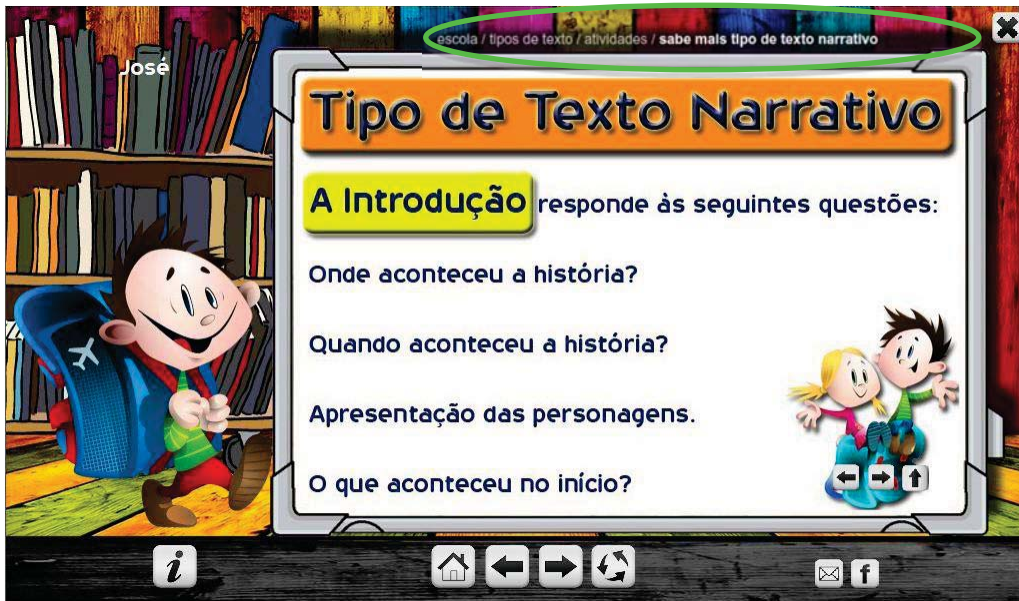 escola / tipos de texto / atividades / sabe mais tipo de texto narrativo
José
Tipo de Texto Narrativo
A Introdução responde às seguintes questões:
Onde aconteceu a história?
Quando aconteceu a história?
Apresentação das personagens.
O que aconteceu no início?
i
f